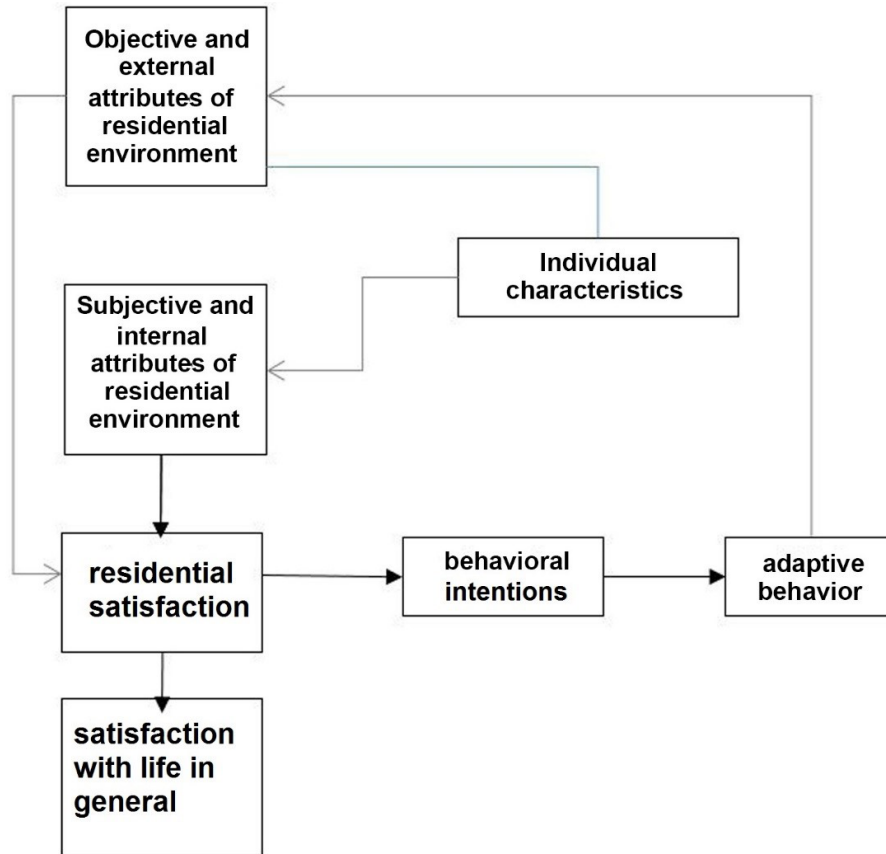 Objective and
external
attributes of
residential
environment
Individual
characteristics
Subjective and
internal
attributes of
residential
environment
residential
satisfaction
behavioral
intentions
adaptive
behavior
satisfaction
with life in
general